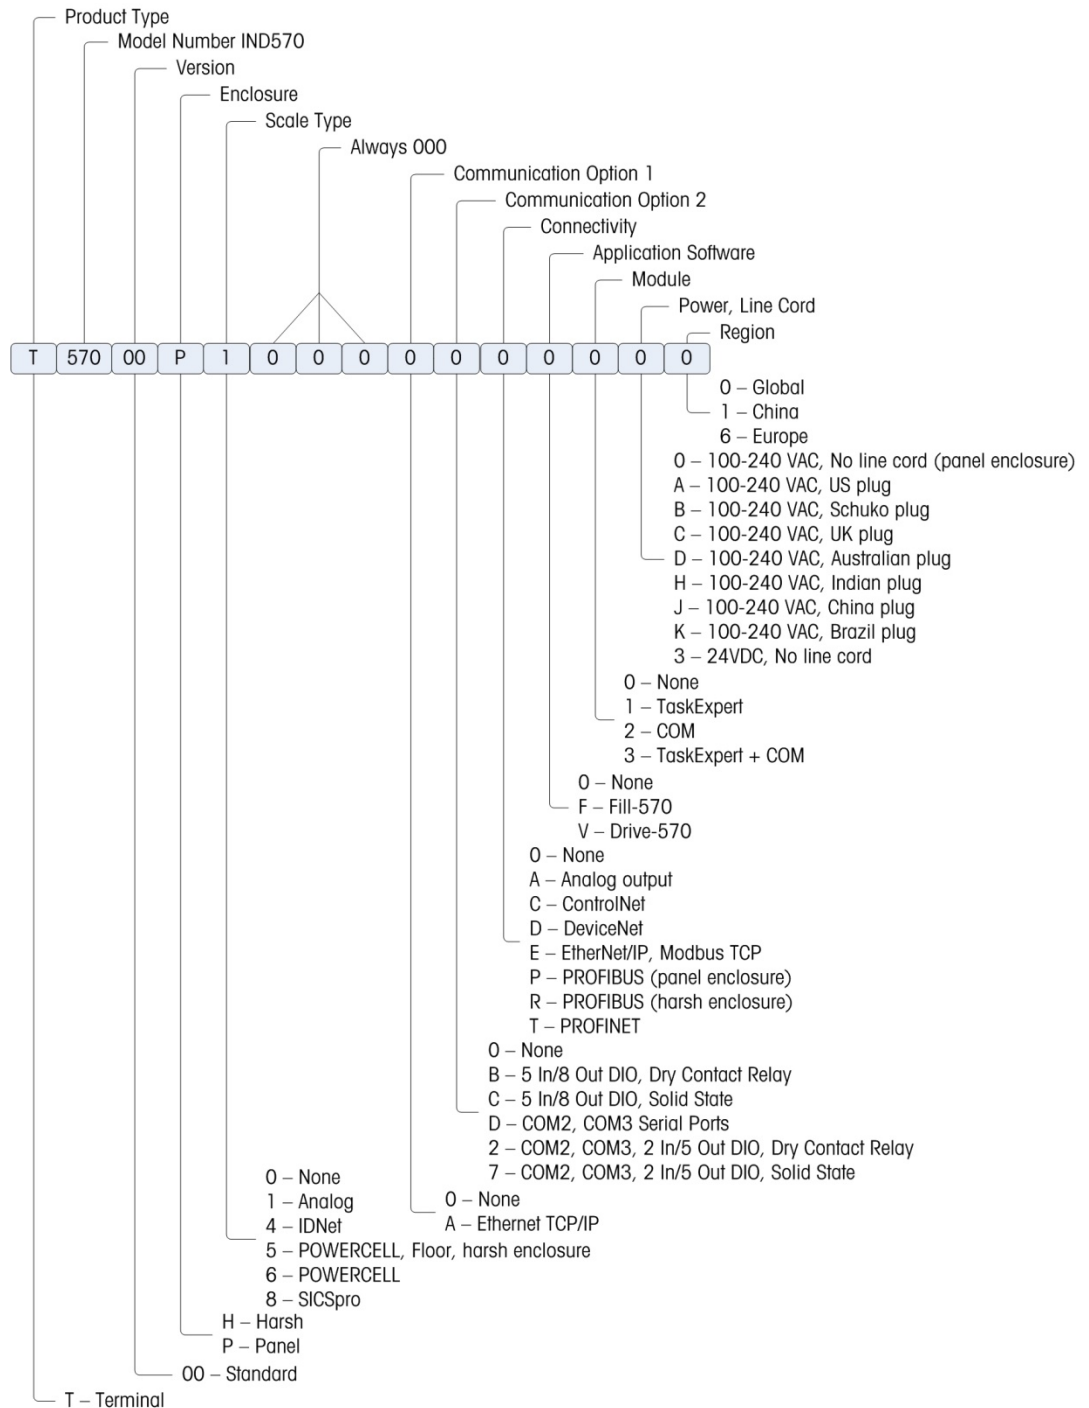 Product Type
Model Number IND570
Version
Enclosure
Scale Type
Always 000
Communication Option 1
Communication Option 2
Connectivity
Application Software
Module
Power, Line Cord
Region
T 570 00 P 1 0 0 0 0 0 0 0 0 0 0
0 – Global
1 – China
6 – Europe
0 – 100-240 VAC, No line cord (panel enclosure)
A – 100-240 VAC, US plug
B – 100-240 VAC, Schuko plug
C – 100-240 VAC, UK plug
D – 100-240 VAC, Australian plug
H – 100-240 VAC, Indian plug
J – 100-240 VAC, China plug
K – 100-240 VAC, Brazil plug
3 – 24VDC, No line cord
0 – None
1 – TaskExpert
2 – COM
3 – TaskExpert + COM
0 – None
F – Fill-570
V – Drive-570
0 – None
A – Analog output
C – ControlNet
D – DeviceNet
E – EtherNet/IP, Modbus TCP
P – PROFIBUS (panel enclosure)
R – PROFIBUS (harsh enclosure)
T – PROFINET
0 – None
B – 5 In/8 Out DIO, Dry Contact Relay
C – 5 In/8 Out DIO, Solid State
D – COM2, COM3 Serial Ports
2 – COM2, COM3, 2 In/5 Out DIO, Dry Contact Relay
7 – COM2, COM3, 2 In/5 Out DIO, Solid State
0 – None
A – Ethernet TCP/IP
0 – None
1 – Analog
4 – IDNet
5 – POWERCELL, Floor, harsh enclosure
6 – POWERCELL
8 – SICSpro
H – Harsh
P – Panel
00 – Standard
T – Terminal